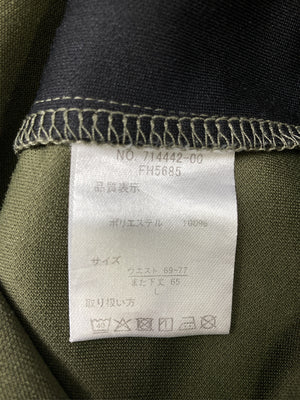 NO. 714442-00
FH5685
品質表示
ポリエステル 100%
サイズ
ウエスト 69-77
また下丈 65
L
取り扱い方